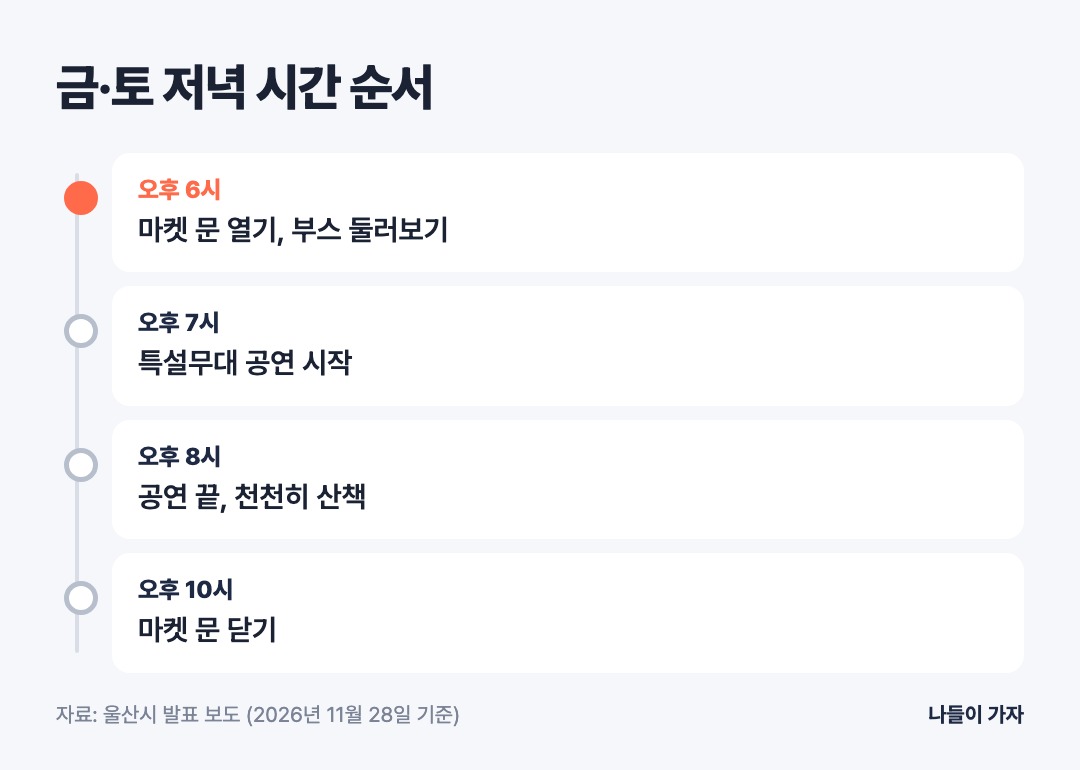 금·토 저녁 시간 순서
오후 6시
마켓 문 열기, 부스 둘러보기
오후 7시
특설무대 공연 시작
오후 8시
공연 끝, 천천히 산책
오후 10시
마켓 문 닫기
자료: 울산시 발표 보도 (2026년 11월 28일 기준)
나들이 가자